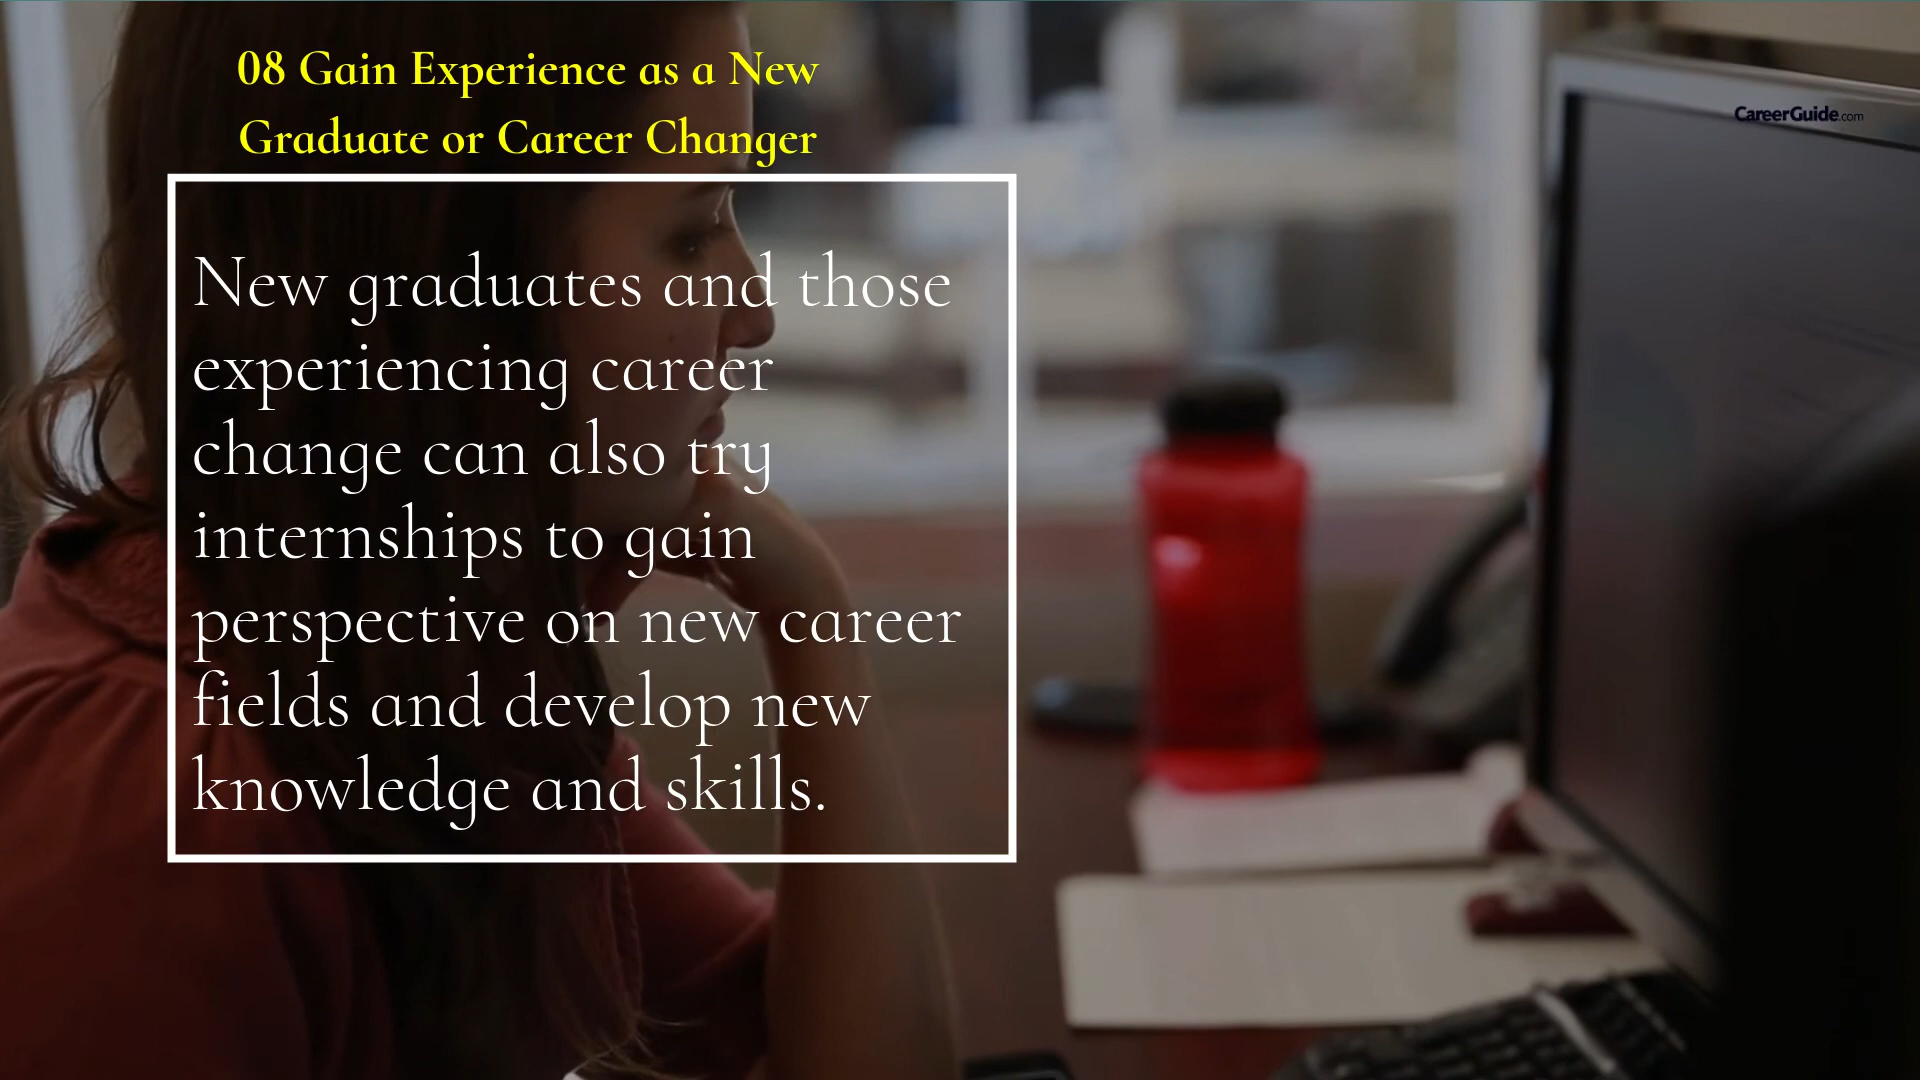 08 Gain Experience as a New
Graduate or Career Changer
CareerGuide.com
New graduates and those
experiencing career
change can also try
internships to gain
perspective on new career
fields and develop new
knowledge and skills.